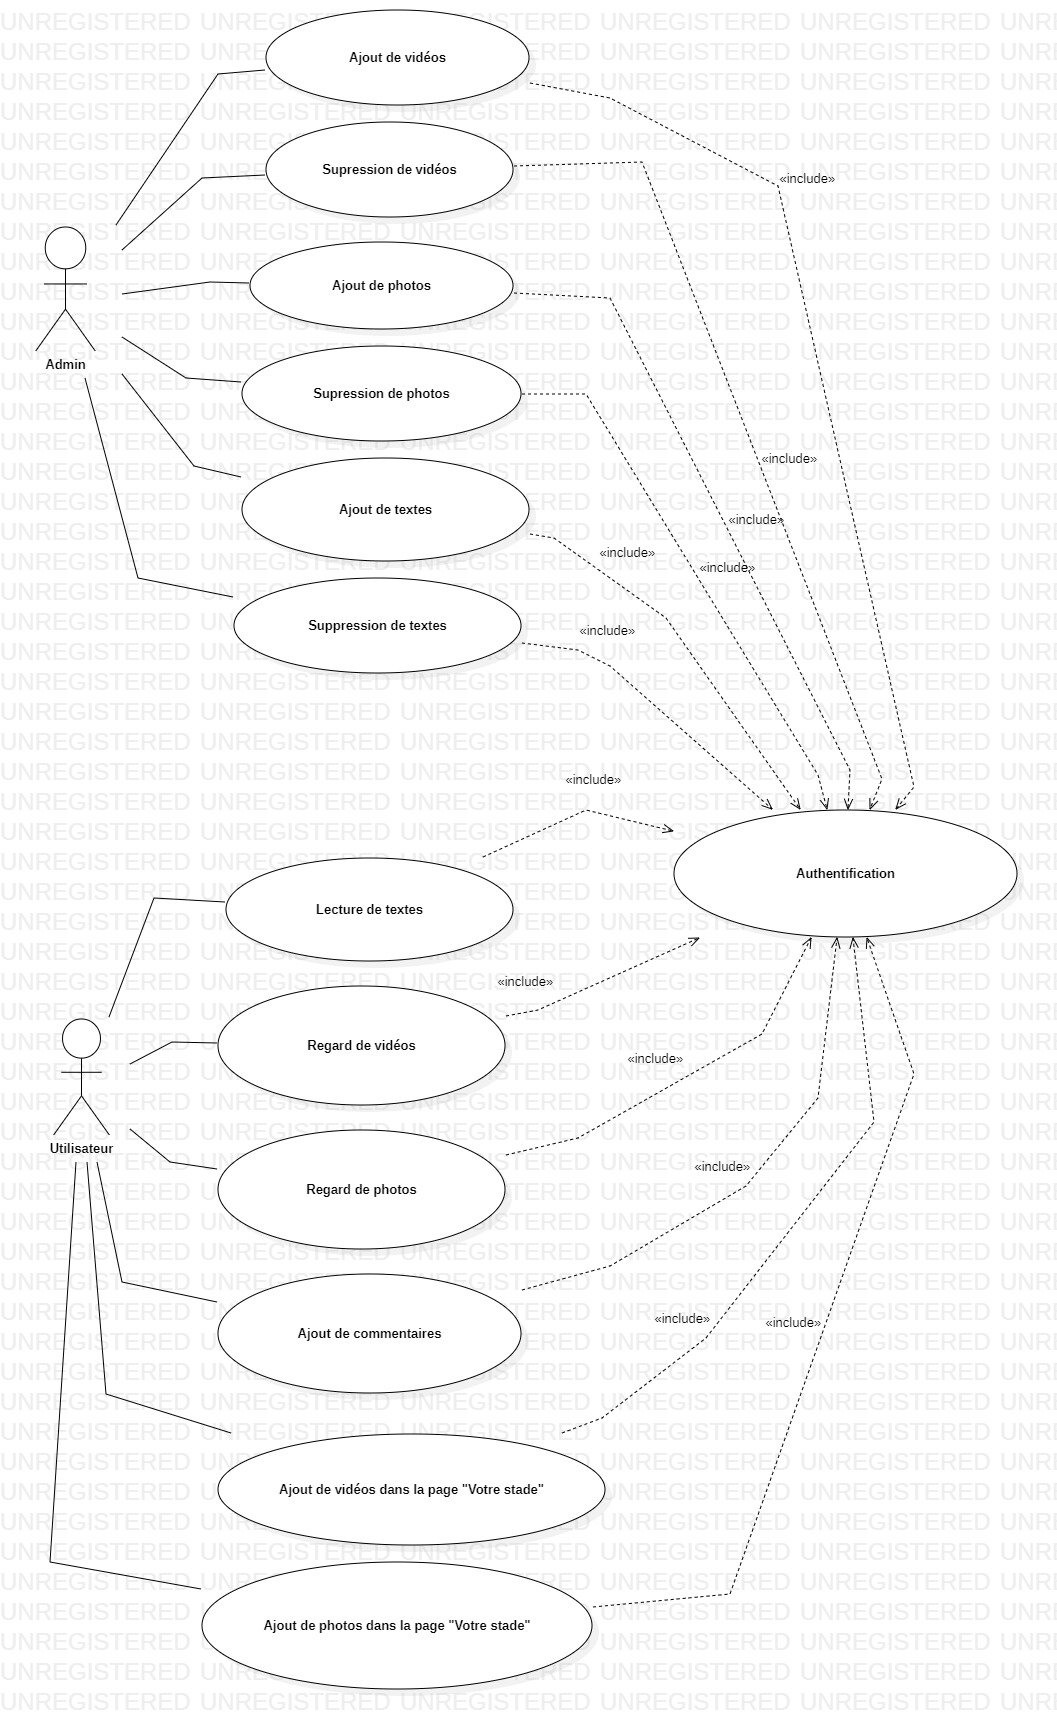 Ajout de vidéos
«include»
Supression de vidéos
Ajout de photos
Admin
Supression de photos
«include»
Ajout de textes
«include»
«include»
«include»
Suppression de textes
«include»
«include»
Authentification
Lecture de textes
«include»
Regard de vidéos
«include»
Utilisateur
«include»
Regard de photos
Ajout de commentaires
«include»
«include»
Ajout de vidéos dans la page "Votre stade"
Ajout de photos dans la page "Votre stade"